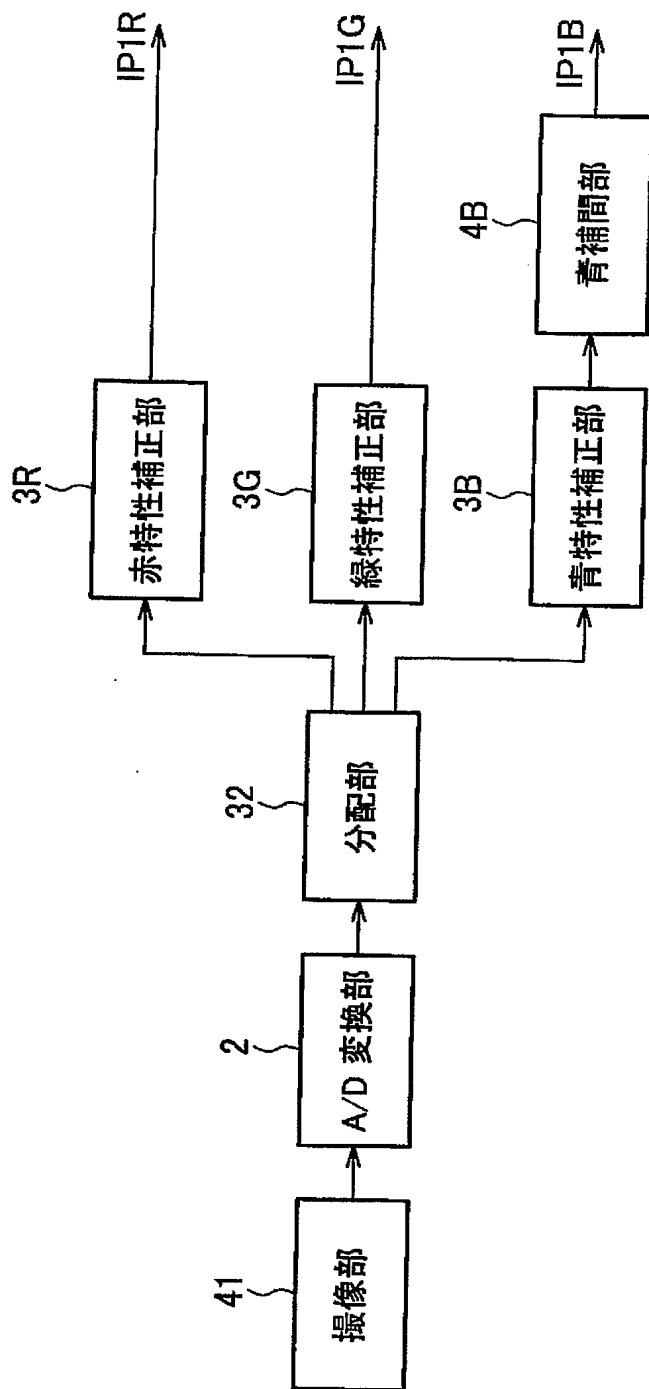 41
撮像部
2
A/D 変換部
32
分配部
3R
赤特性補正部
IP1R
3G
緑特性補正部
IP1G
3B
青特性補正部
4B
青補間部
IP1B